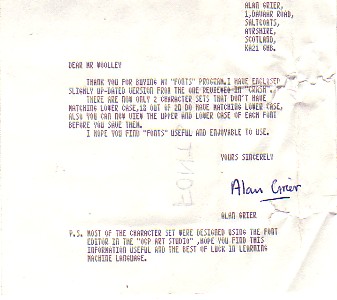 ALAN GRIER,
1,DAVAAR ROAD,
SALTCOATS,
AYRSHIRE,
SCOTLAND,
KA21 6HB.
DEAR MR WOOLLEY
THANK YOU FOR BUYING MY "FONTS" PROGRAM.I HAVE ENCLOSED
SLIGHLY UP-DATED VERSION FROM THE ONE REVIEWED IN "CRASH".
THERE ARE NOW ONLY 2 CHARACTER SETS THAT DON'T HAVE
MATCHING LOWER CASE,18 OUT OF 20 DO HAVE MATCHING LOWER CASE,
ALSO YOU CAN NOW VIEW THE UPPER AND LOWER CASE OF EACH FONT
BEFORE YOU SAVE THEM.
I HOPE YOU FIND "FONTS" USEFUL AND ENJOYABLE TO USE.
YOURS SINCERELY
Alan Grier
ALAN GRIER
P.S. MOST OF THE CHARACTER SET WERE DESIGNED USING THE FONT
EDITOR IN THE "OCP ART STUDIO" ,HOPE YOU FIND THIS
INFORMATION USEFUL AND THE BEST OF LUCK IN LEARNING
MACHINE LANGUAGE.